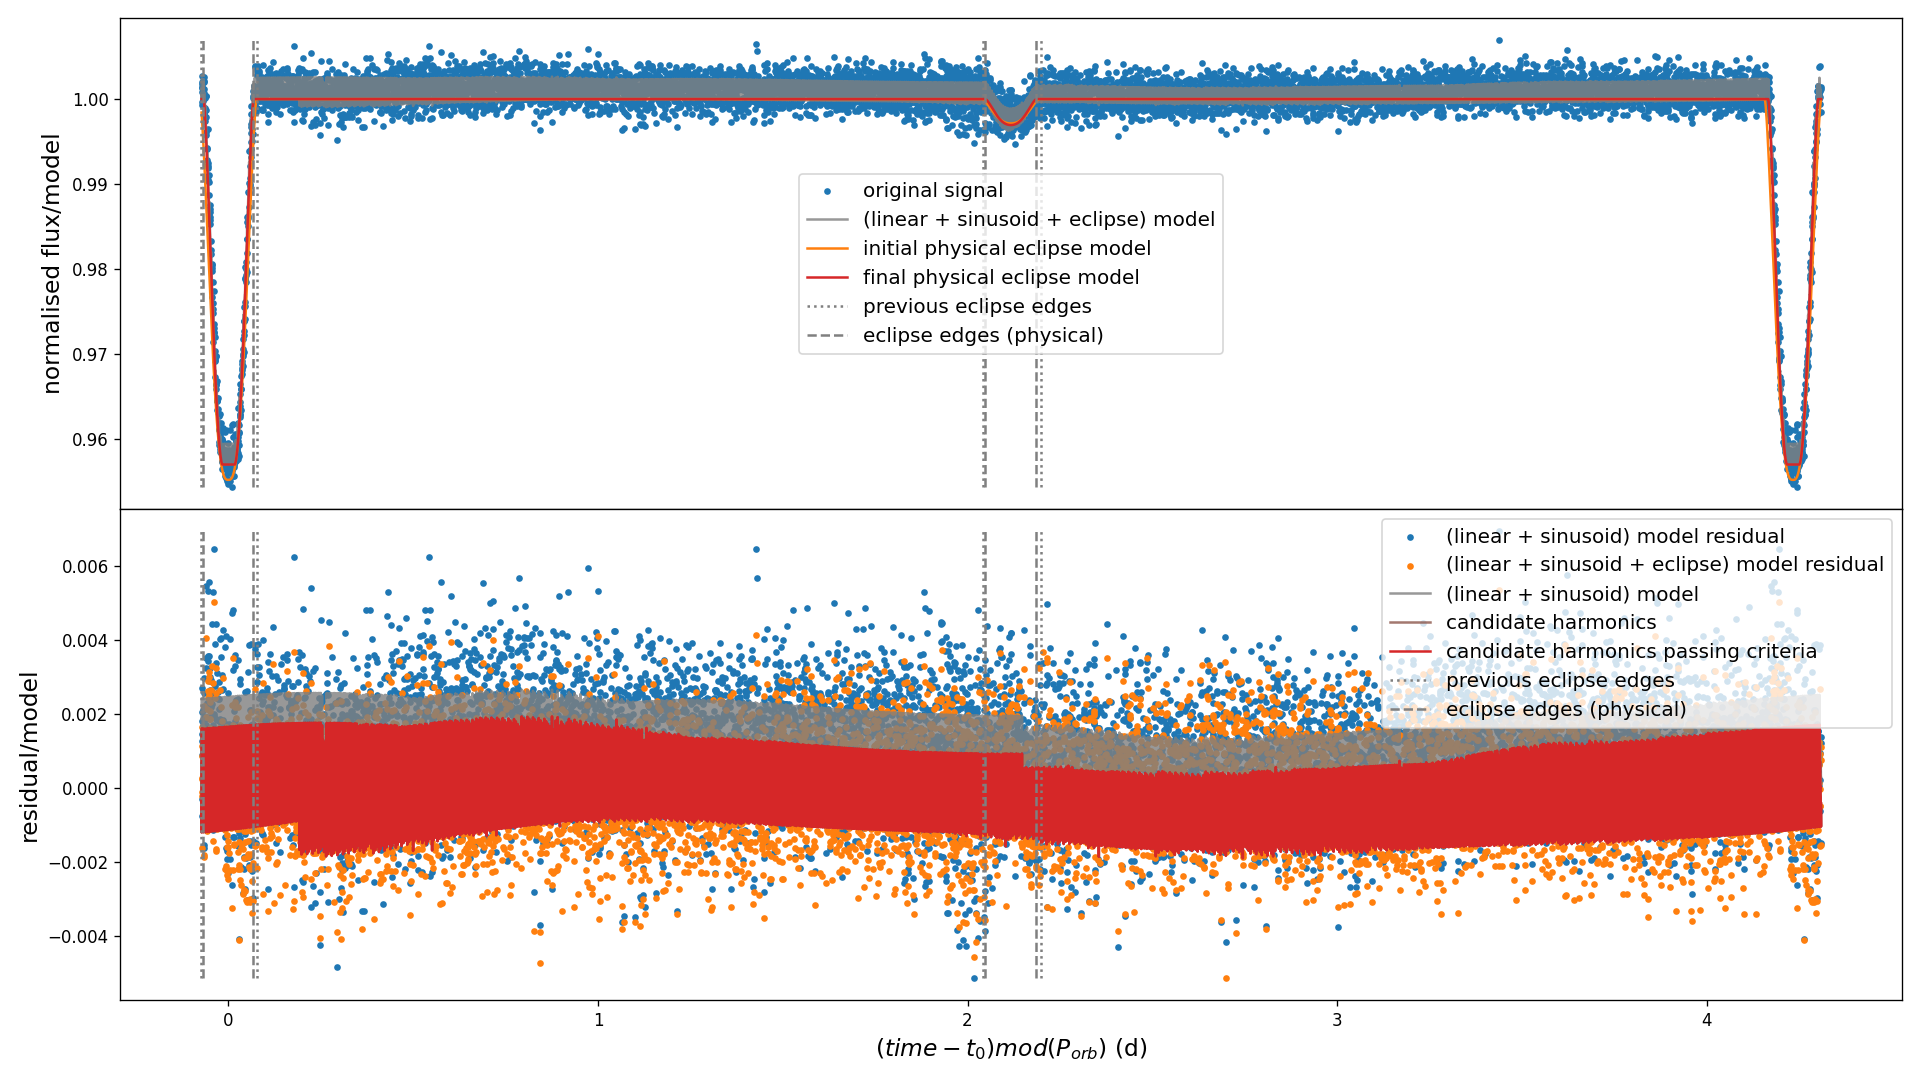 normalised flux/model
1.00
0.99
0.98
0.97
0.96
original signal
(linear + sinusoid + eclipse) model
initial physical eclipse model
final physical eclipse model
previous eclipse edges
eclipse edges (physical)
residual/model
0.006
0.004
0.002
0.000
−0.002
−0.004
(linear + sinusoid) model residual
(linear + sinusoid + eclipse) model residual
(linear + sinusoid) model
candidate harmonics
candidate harmonics passing criteria
previous eclipse edges
eclipse edges (physical)
0 1 2 3 4
(time − t₀)mod(P_orb) (d)